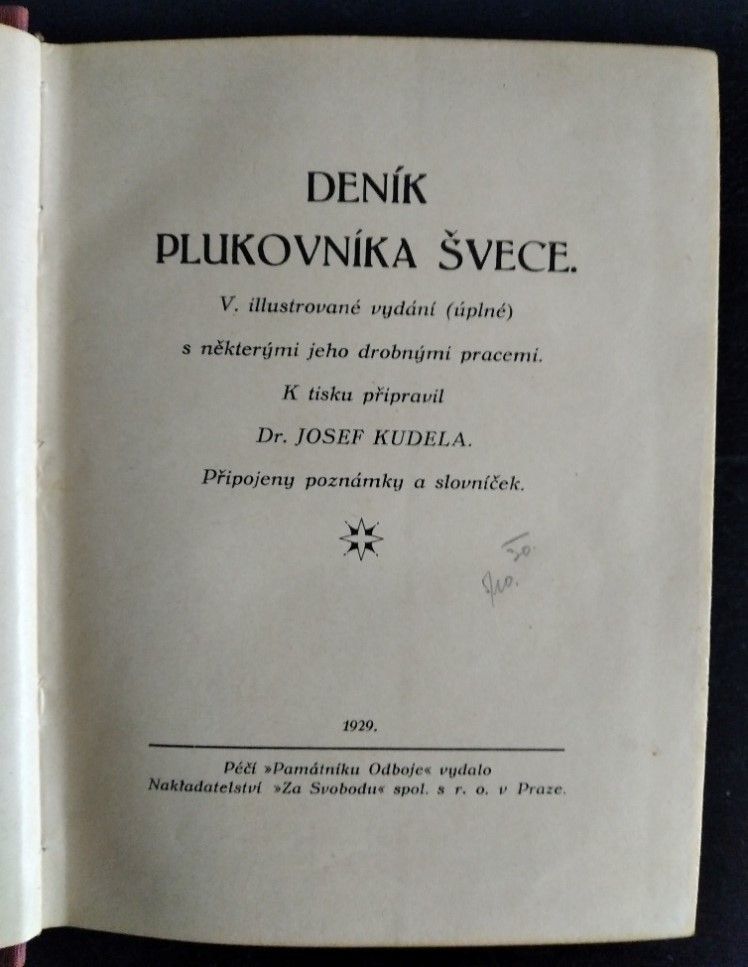 DENÍK
PLUKOVNÍKA ŠVECE.
V. illustrované vydání (úplné)
s některými jeho drobnými pracemi.
K tisku připravil
Dr. JOSEF KUDELA.
Připojeny poznámky a slovníček.
1929.
Péčí »Památníku Odboje« vydalo
Nakladatelství »Za Svobodu« spol. s r. o. v Praze.